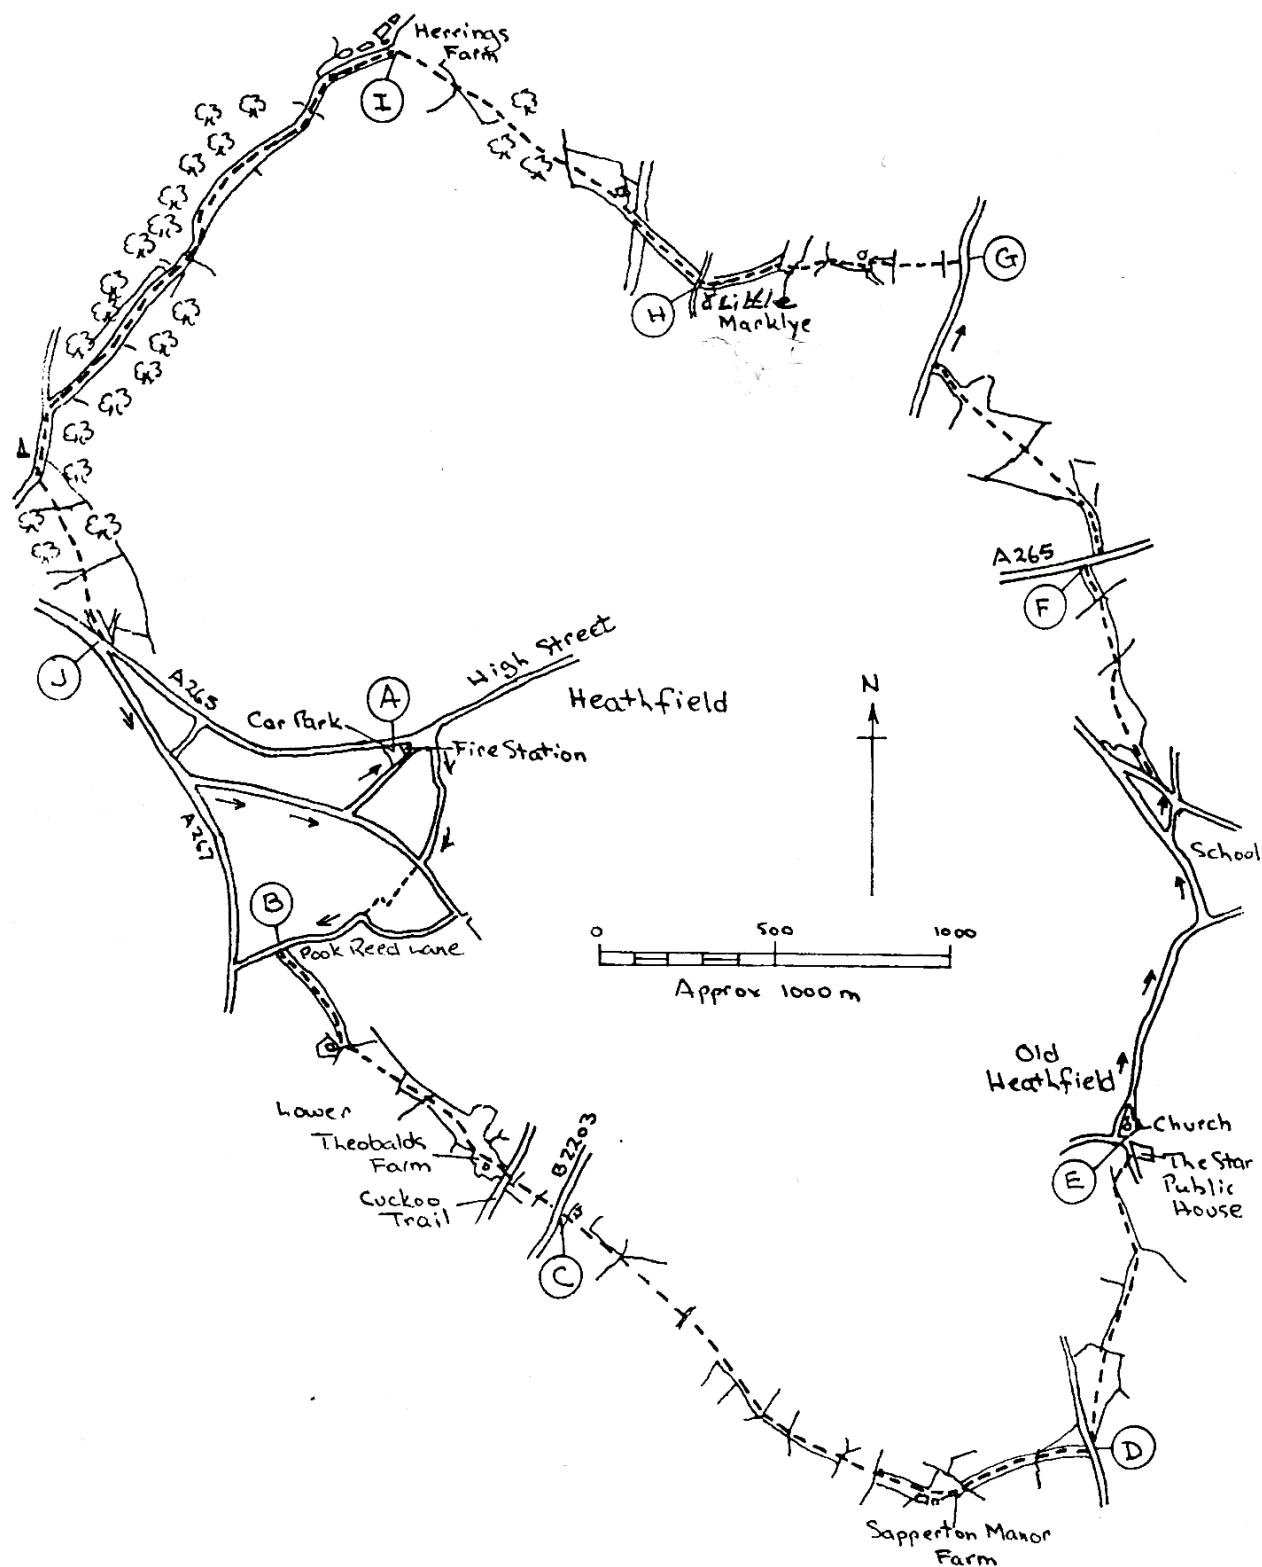 Herrings
Farm
I
G
H
Little
Marklye
A265
F
J
A265
High Street
A
Car Park
Heathfield
N
Fire Station
A267
School
B
Pook Reed Lane
0 500 1000
Approx 1000m
Old
Heathfield
Church
Lower
Theobalds
Farm
B2203
The Star
Public
House
E
Cuckoo
Trail
C
D
Sapperton Manor
Farm